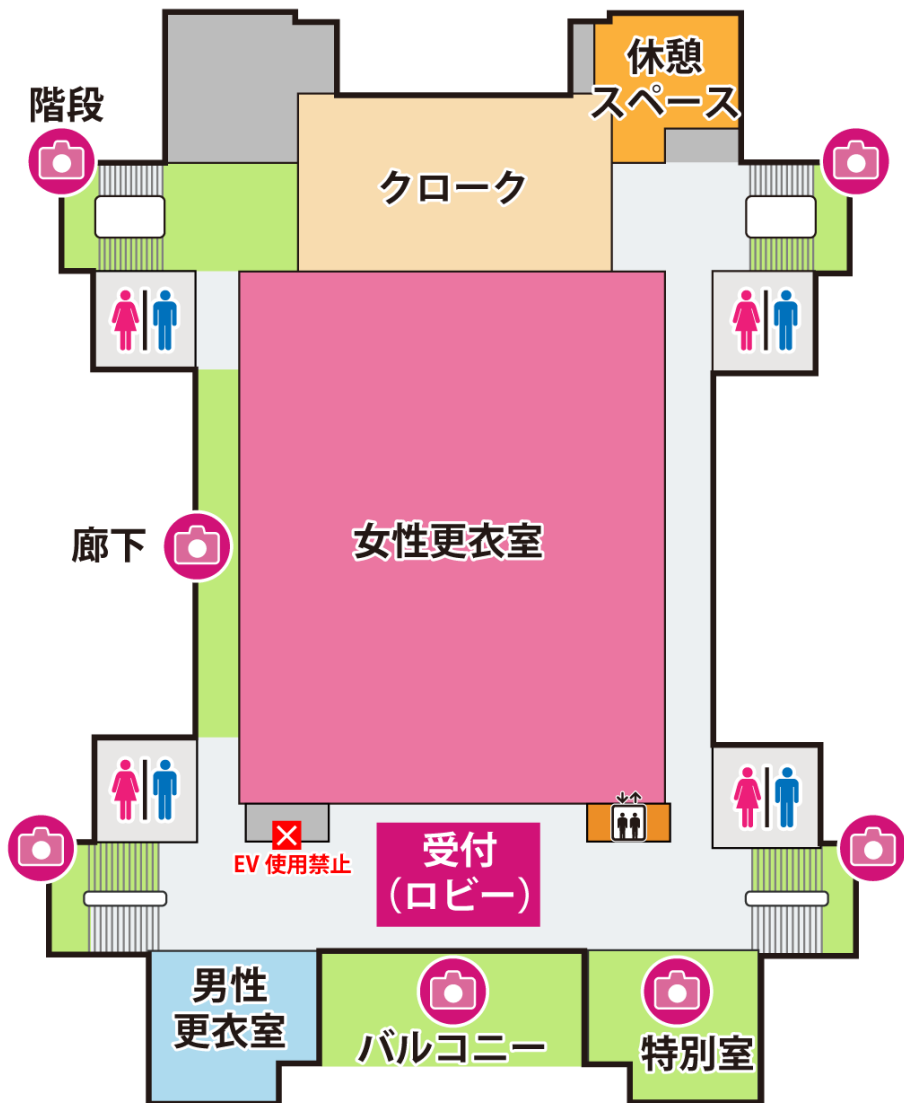 休憩
スペース
階段
クローク
廊下
女性更衣室
EV 使用禁止
受付
（ロビー）
男性
更衣室
バルコニー
特別室